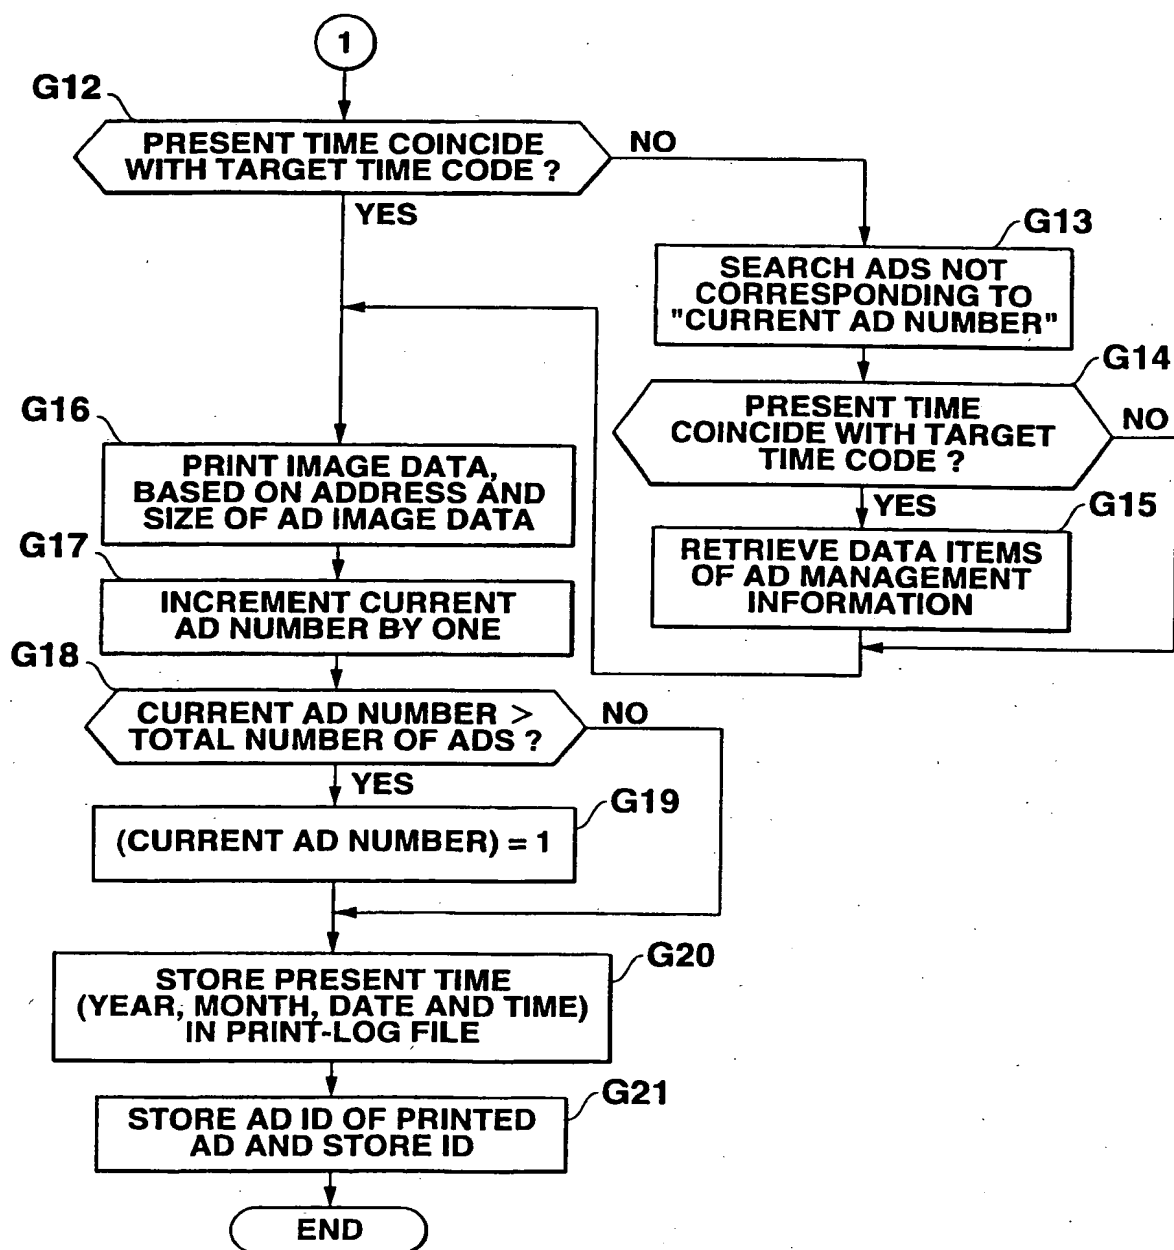 1
G12
PRESENT TIME COINCIDE
WITH TARGET TIME CODE ?
NO
YES
G13
SEARCH ADS NOT
CORRESPONDING TO
"CURRENT AD NUMBER"
G14
PRESENT TIME
COINCIDE WITH TARGET
TIME CODE ?
NO
YES
G15
RETRIEVE DATA ITEMS
OF AD MANAGEMENT
INFORMATION
G16
PRINT IMAGE DATA,
BASED ON ADDRESS AND
SIZE OF AD IMAGE DATA
G17
INCREMENT CURRENT
AD NUMBER BY ONE
G18
CURRENT AD NUMBER >
TOTAL NUMBER OF ADS ?
NO
YES
G19
(CURRENT AD NUMBER) = 1
G20
STORE PRESENT TIME
(YEAR, MONTH, DATE AND TIME)
IN PRINT-LOG FILE
G21
STORE AD ID OF PRINTED
AD AND STORE ID
END